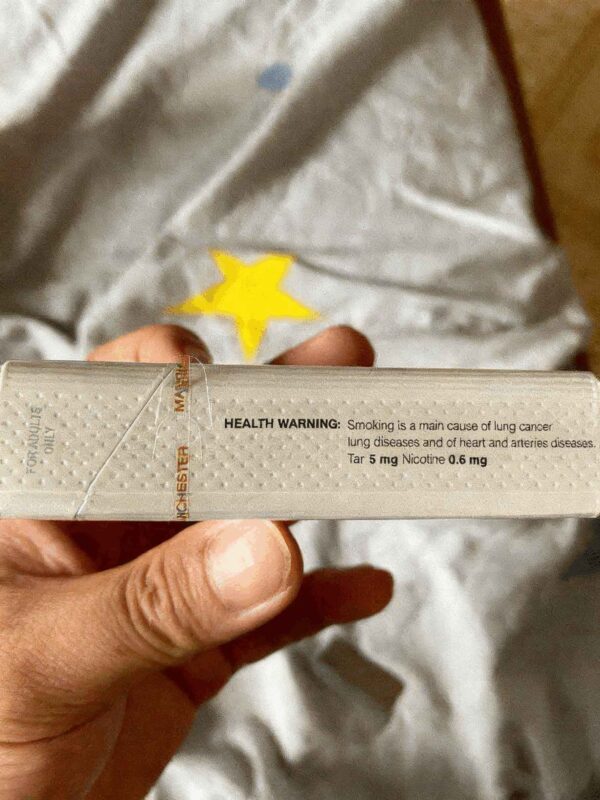 FOR ADULTS
ONLY
NCHESTER
HEALTH WARNING: Smoking is a main cause of lung cancer
lung diseases and of heart and arteries diseases.
Tar 5 mg Nicotine 0.6 mg